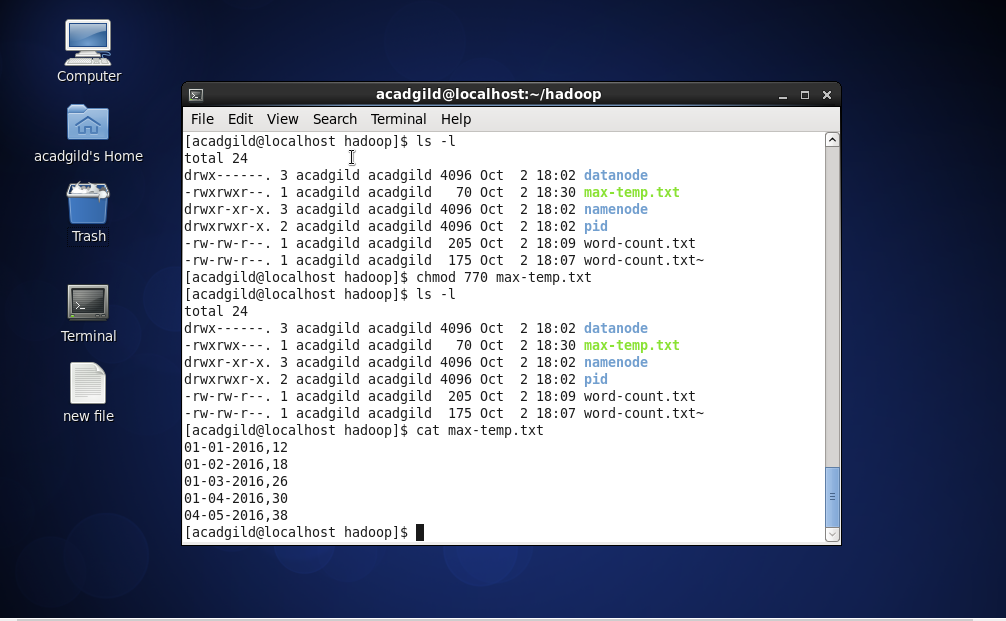 Computer
acadgild's Home
Trash
Terminal
new file
acadgild@localhost:~/hadoop
File Edit View Search Terminal Help
[acadgild@localhost hadoop]$ ls -l
total 24
drwx------. 3 acadgild acadgild 4096 Oct  2 18:02 datanode
-rwxrwxr--. 1 acadgild acadgild   70 Oct  2 18:30 max-temp.txt
drwxr-xr-x. 3 acadgild acadgild 4096 Oct  2 18:02 namenode
drwxrwxr-x. 2 acadgild acadgild 4096 Oct  2 18:02 pid
-rw-rw-r--. 1 acadgild acadgild  205 Oct  2 18:09 word-count.txt
-rw-rw-r--. 1 acadgild acadgild  175 Oct  2 18:07 word-count.txt~
[acadgild@localhost hadoop]$ chmod 770 max-temp.txt
[acadgild@localhost hadoop]$ ls -l
total 24
drwx------. 3 acadgild acadgild 4096 Oct  2 18:02 datanode
-rwxrwx---. 1 acadgild acadgild   70 Oct  2 18:30 max-temp.txt
drwxr-xr-x. 3 acadgild acadgild 4096 Oct  2 18:02 namenode
drwxrwxr-x. 2 acadgild acadgild 4096 Oct  2 18:02 pid
-rw-rw-r--. 1 acadgild acadgild  205 Oct  2 18:09 word-count.txt
-rw-rw-r--. 1 acadgild acadgild  175 Oct  2 18:07 word-count.txt~
[acadgild@localhost hadoop]$ cat max-temp.txt
01-01-2016,12
01-02-2016,18
01-03-2016,26
01-04-2016,30
04-05-2016,38
[acadgild@localhost hadoop]$